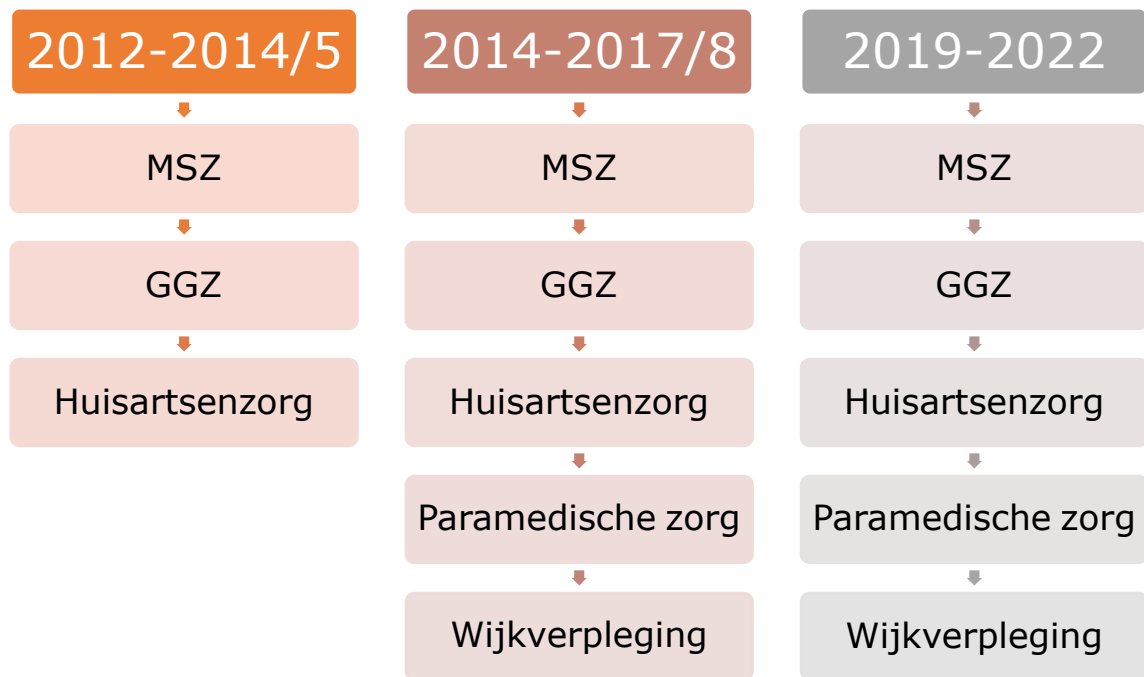 2012-2014/5
MSZ
GGZ
Huisartsenzorg
2014-2017/8
MSZ
GGZ
Huisartsenzorg
Paramedische zorg
Wijkverpleging
2019-2022
MSZ
GGZ
Huisartsenzorg
Paramedische zorg
Wijkverpleging